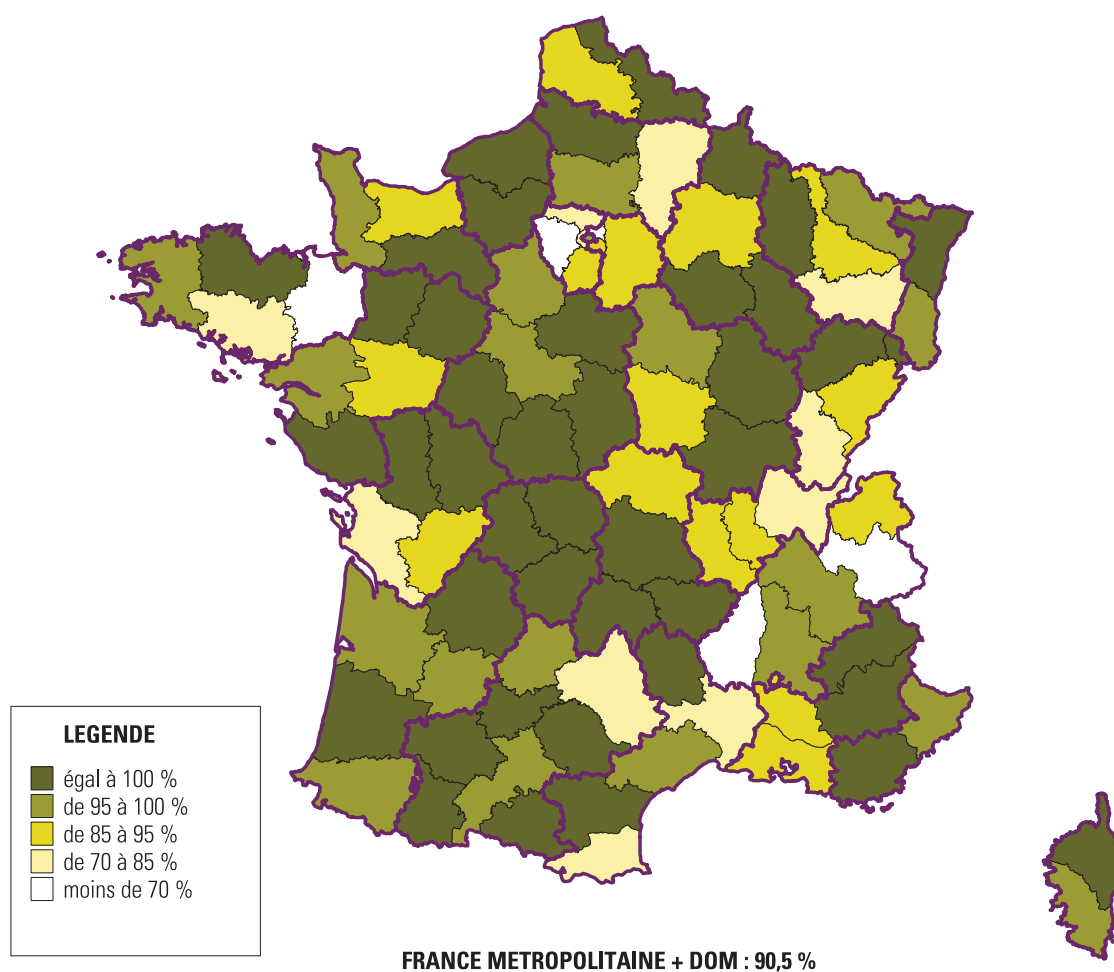 LEGENDE
égal à 100 %
de 95 à 100 %
de 85 à 95 %
de 70 à 85 %
moins de 70 %
FRANCE METROPOLITAINE + DOM : 90,5 %